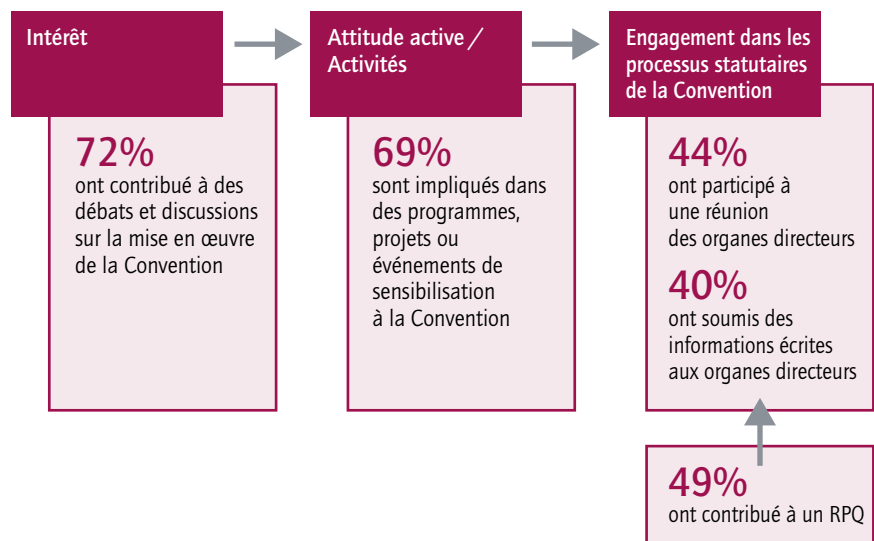 Intérêt
72%
ont contribué à des
débats et discussions
sur la mise en œuvre
de la Convention
Attitude active /
Activités
69%
sont impliqués dans
des programmes,
projets ou
événements de
sensibilisation
à la Convention
Engagement dans les
processus statutaires
de la Convention
44%
ont participé à
une réunion
des organes directeurs
40%
ont soumis des
informations écrites
aux organes directeurs
49%
ont contribué à un RPQ